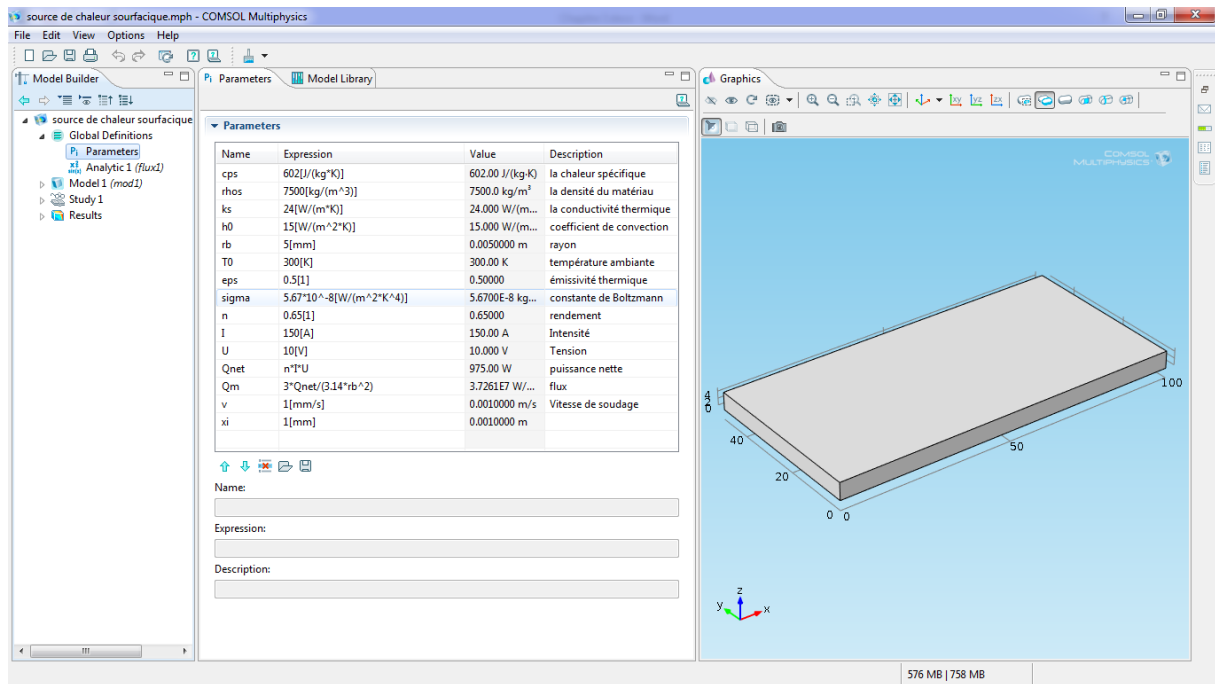 source de chaleur sourfacique.mph - COMSOL Multiphysics
File Edit View Options Help
Model Builder
source de chaleur sourfacique
Global Definitions
Pi Parameters
Analytic 1 (flux1)
Model 1 (mod1)
Study 1
Results
Pi Parameters
Model Library
Parameters
Name Expression Value Description
cps 602[J/(kg*K)] 602.00 J/(kg·K) la chaleur spécifique
rhos 7500[kg/(m^3)] 7500.0 kg/m³ la densité du matériau
ks 24[W/(m*K)] 24.000 W/(m... la conductivité thermique
h0 15[W/(m^2*K)] 15.000 W/(m... coefficient de convection
rb 5[mm] 0.0050000 m rayon
T0 300[K] 300.00 K température ambiante
eps 0.5[1] 0.50000 émissivité thermique
sigma 5.67*10^-8[W/(m^2*K^4)] 5.6700E-8 kg... constante de Boltzmann
n 0.65[1] 0.65000 rendement
I 150[A] 150.00 A Intensité
U 10[V] 10.000 V Tension
Qnet n*I*U 975.00 W puissance nette
Qm 3*Qnet/(3.14*rb^2) 3.7261E7 W/... flux
v 1[mm/s] 0.0010000 m/s Vitesse de soudage
xi 1[mm] 0.0010000 m
Name:
Expression:
Description:
Graphics
xy yz zx
COMSOL
MULTIPHYSICS
4
2
0
100
40
50
20
0 0
z
y x
576 MB | 758 MB